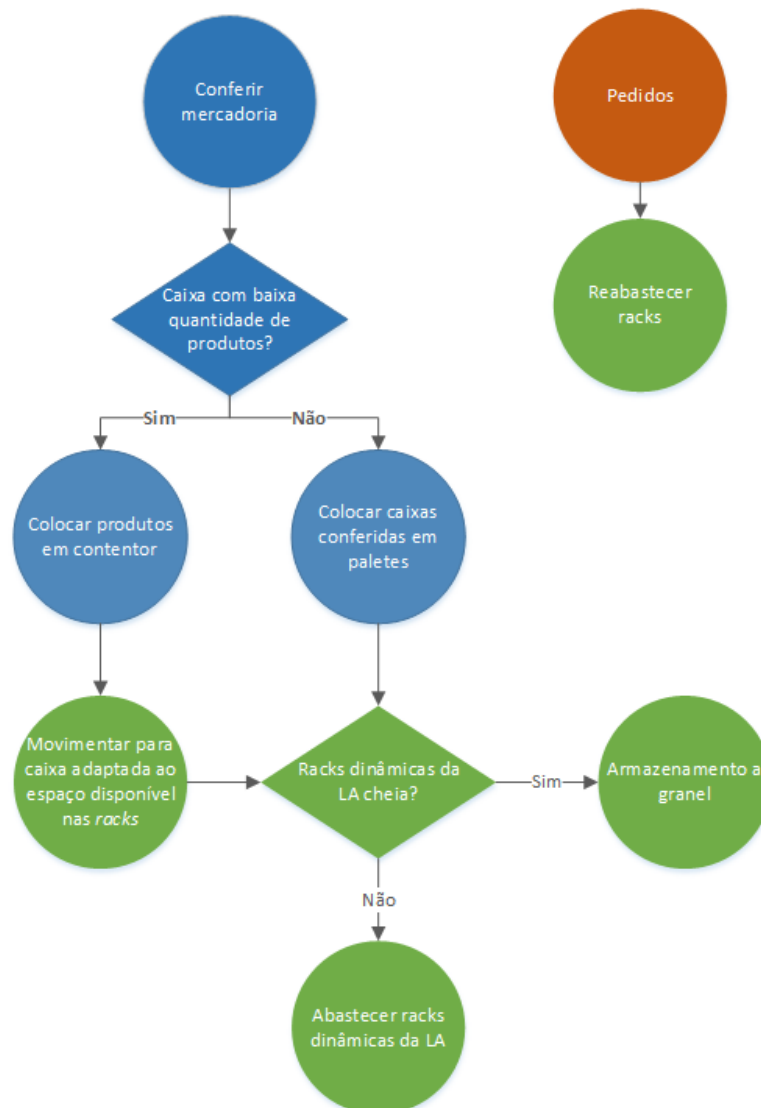 Conferir
mercadoria
Pedidos
Caixa com baixa
quantidade de
produtos?
Reabastecer
racks
Sim
Não
Colocar produtos
em contentor
Colocar caixas
conferidas em
paletes
Movimentar para
caixa adaptada ao
espaço disponível
nas racks
Racks dinâmicas da
LA cheia?
Sim
Armazenamento a
granel
Não
Abastecer racks
dinâmicas da LA